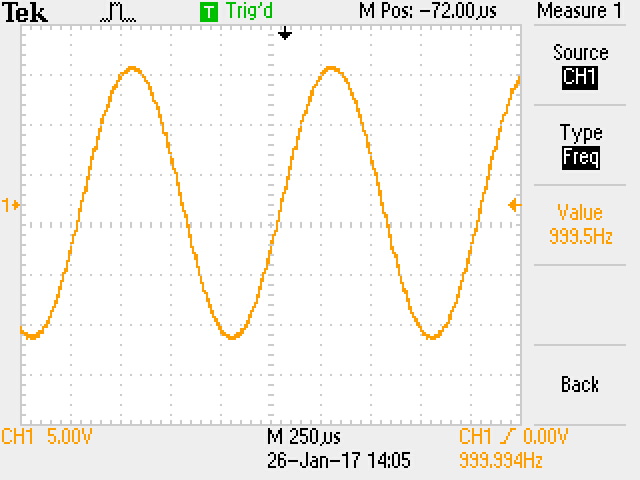 Tek T Trig'd M Pos: -72.00µs Measure 1
Source
CH1
Type
Freq
1
Value
999.5Hz
Back
CH1 5.00V M 250µs CH1 0.00V
26-Jan-17 14:05 999.994Hz